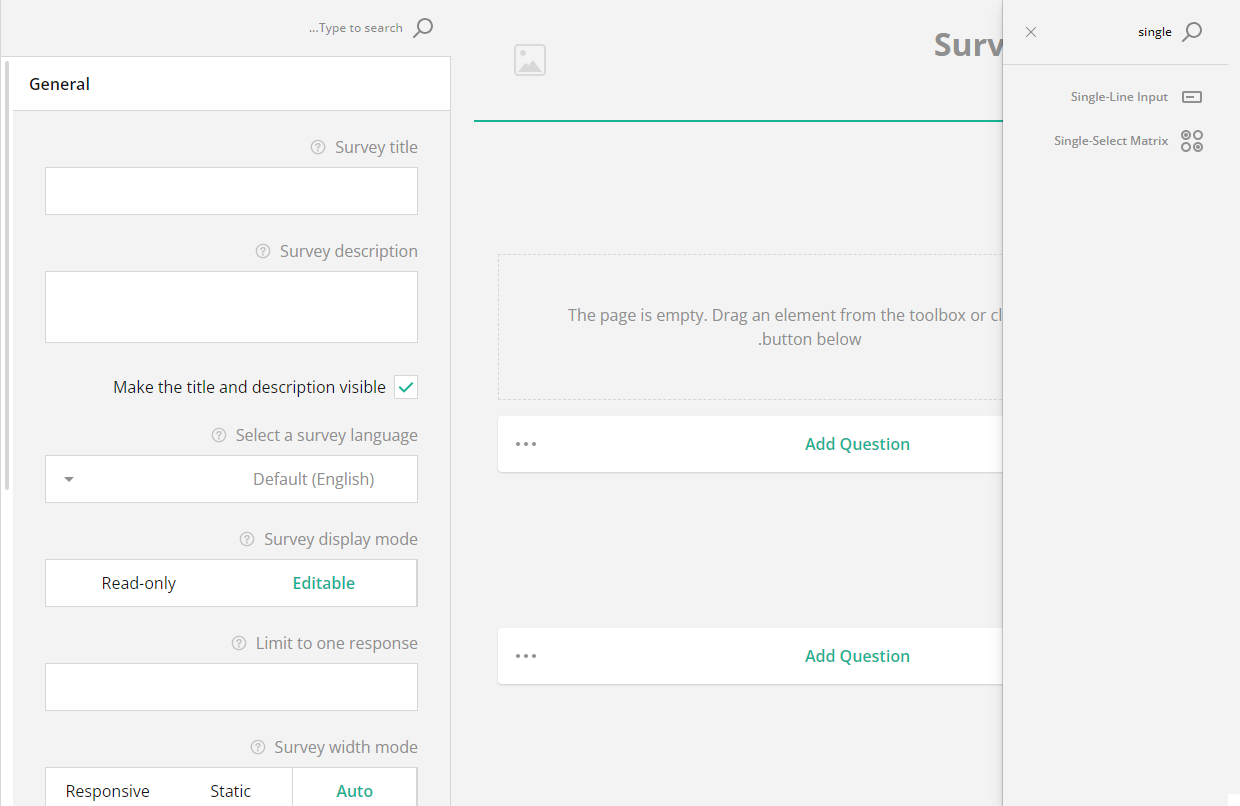 ...Type to search
General
Survey title
Survey description
Make the title and description visible
Select a survey language
Default (English)
Survey display mode
Read-only
Editable
Limit to one response
Survey width mode
Responsive
Static
Auto
Surv
The page is empty. Drag an element from the toolbox or cl
.button below
Add Question
Add Question
single
Single-Line Input
Single-Select Matrix